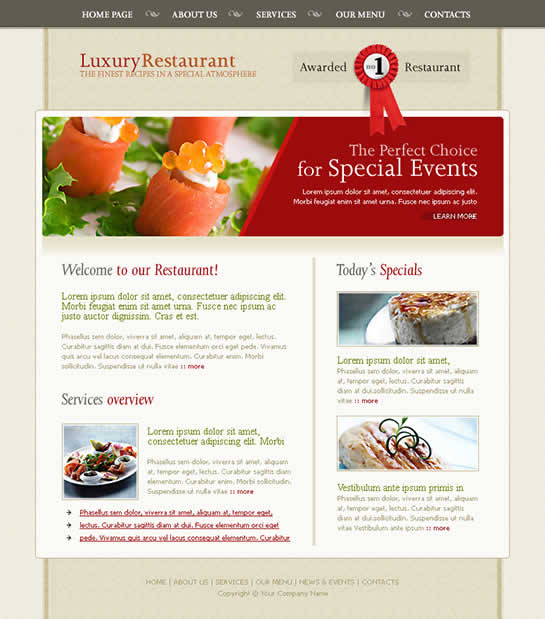 HOME PAGE ABOUT US SERVICES OUR MENU CONTACTS
LuxuryRestaurant
THE FINEST RECIPES IN A SPECIAL ATMOSPHERE
Awarded no 1 Restaurant
The Perfect Choice
for Special Events
Lorem ipsum dolor sit amet, consectetuer adipiscing elit.
Morbi feugiat enim sit amet urna. Fusce nec ipsum ac justo
LEARN MORE
Welcome to our Restaurant!
Lorem ipsum dolor sit amet, consectetuer adipiscing elit.
Morbi feugiat enim sit amet urna. Fusce nec ipsum ac
justo auctor dignissim. Cras et est.
Phasellus sem dolor, viverra sit amet, aliquam at, tempor eget, lectus.
Curabitur sagittis diam at dui. Fusce elementum orci eget pede. Vivamus
quis arcu vel lacus consequat elementum. Curabitur enim. Morbi
sollicitudin. Suspendisse ut nulla vitae :: more
Services overview
Lorem ipsum dolor sit amet,
consectetuer adipiscing elit. Morbi
Phasellus sem dolor, viverra sit amet, aliquam
at, tempor eget, lectus. Curabitur sagittis diam
elementum. Curabitur enim. Morbi sollicitudin.
Suspendisse ut nulla vitae :: more
Phasellus sem dolor, viverra sit amet, aliquam at, tempor eget,
lectus. Curabitur sagittis diam at dui. Fusce elementum orci eget
pede. Vivamus quis arcu vel lacus consequat elementum. Curabitur
Today's Specials
Lorem ipsum dolor sit amet,
Phasellus sem dolor, viverra sit amet, aliquam
at, tempor eget, lectus. Curabitur sagittis
diam at dui.Sollicitudin. Suspendisse ut nulla
vitae :: more
Vestibulum ante ipsum primis in
Phasellus sem dolor, viverra sit amet, aliquam
at, tempor eget, lectus. Curabitur sagittis
diam at dui.Sollicitudin. Suspendisse ut nulla
vitae Vestibulum ante ipsum :: more
HOME | ABOUT US | SERVICES | OUR MENU | NEWS & EVENTS | CONTACTS
Copyright © Your Company Name